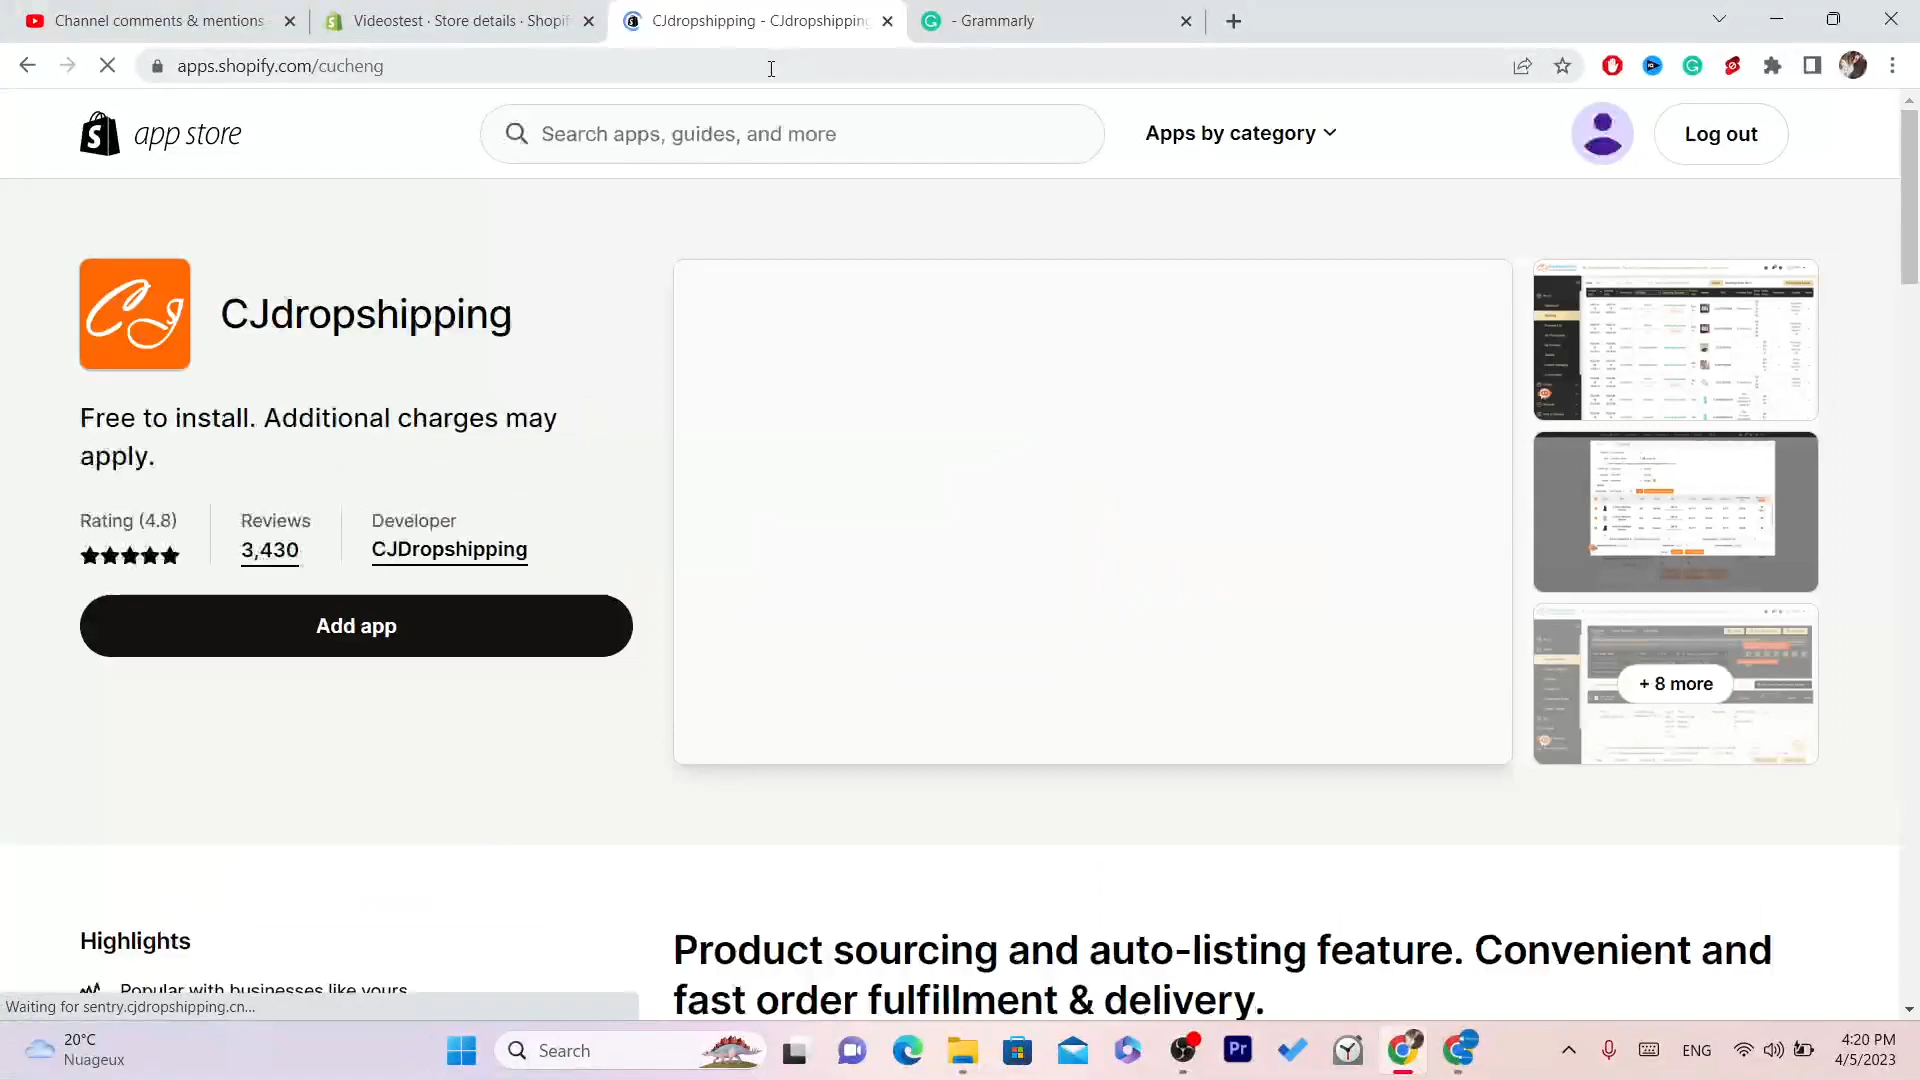 Channel comments & mentions
Videostest · Store details · Shopif
CJdropshipping - CJdropshipping
- Grammarly
apps.shopify.com/cucheng
app store
Search apps, guides, and more
Apps by category
Log out
CJ
CJdropshipping
Free to install. Additional charges may
apply.
Rating (4.8)
Reviews
3,430
Developer
CJDropshipping
Add app
+ 8 more
Highlights
Popular with businesses like yours
Product sourcing and auto-listing feature. Convenient and
fast order fulfillment & delivery.
Waiting for sentry.cjdropshipping.cn...
20°C
Nuageux
Search
Pr
ENG
4:20 PM
4/5/2023